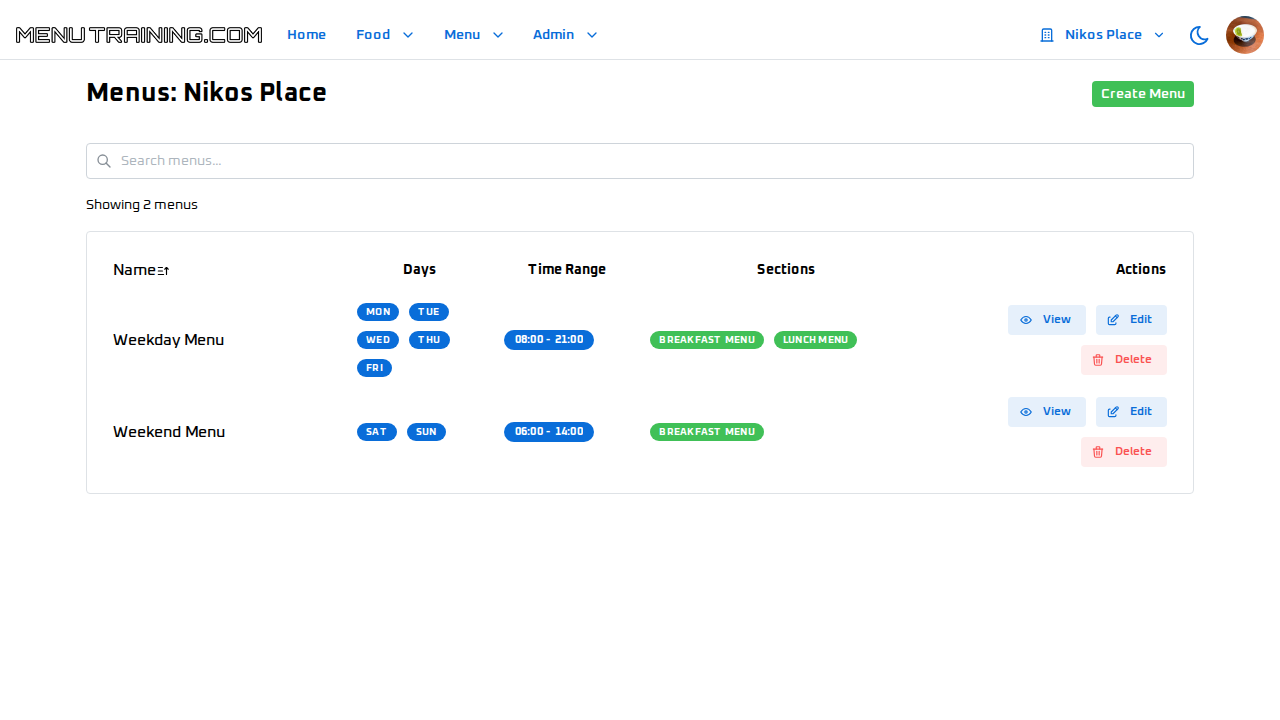 MENUTRAINING.COM Home Food Menu Admin Nikos Place
Menus: Nikos Place Create Menu
Search menus...
Showing 2 menus
Name Days Time Range Sections Actions
MON TUE View Edit
Weekday Menu WED THU 08:00 - 21:00 BREAKFAST MENU LUNCH MENU
FRI Delete
View Edit
Weekend Menu SAT SUN 06:00 - 14:00 BREAKFAST MENU
Delete